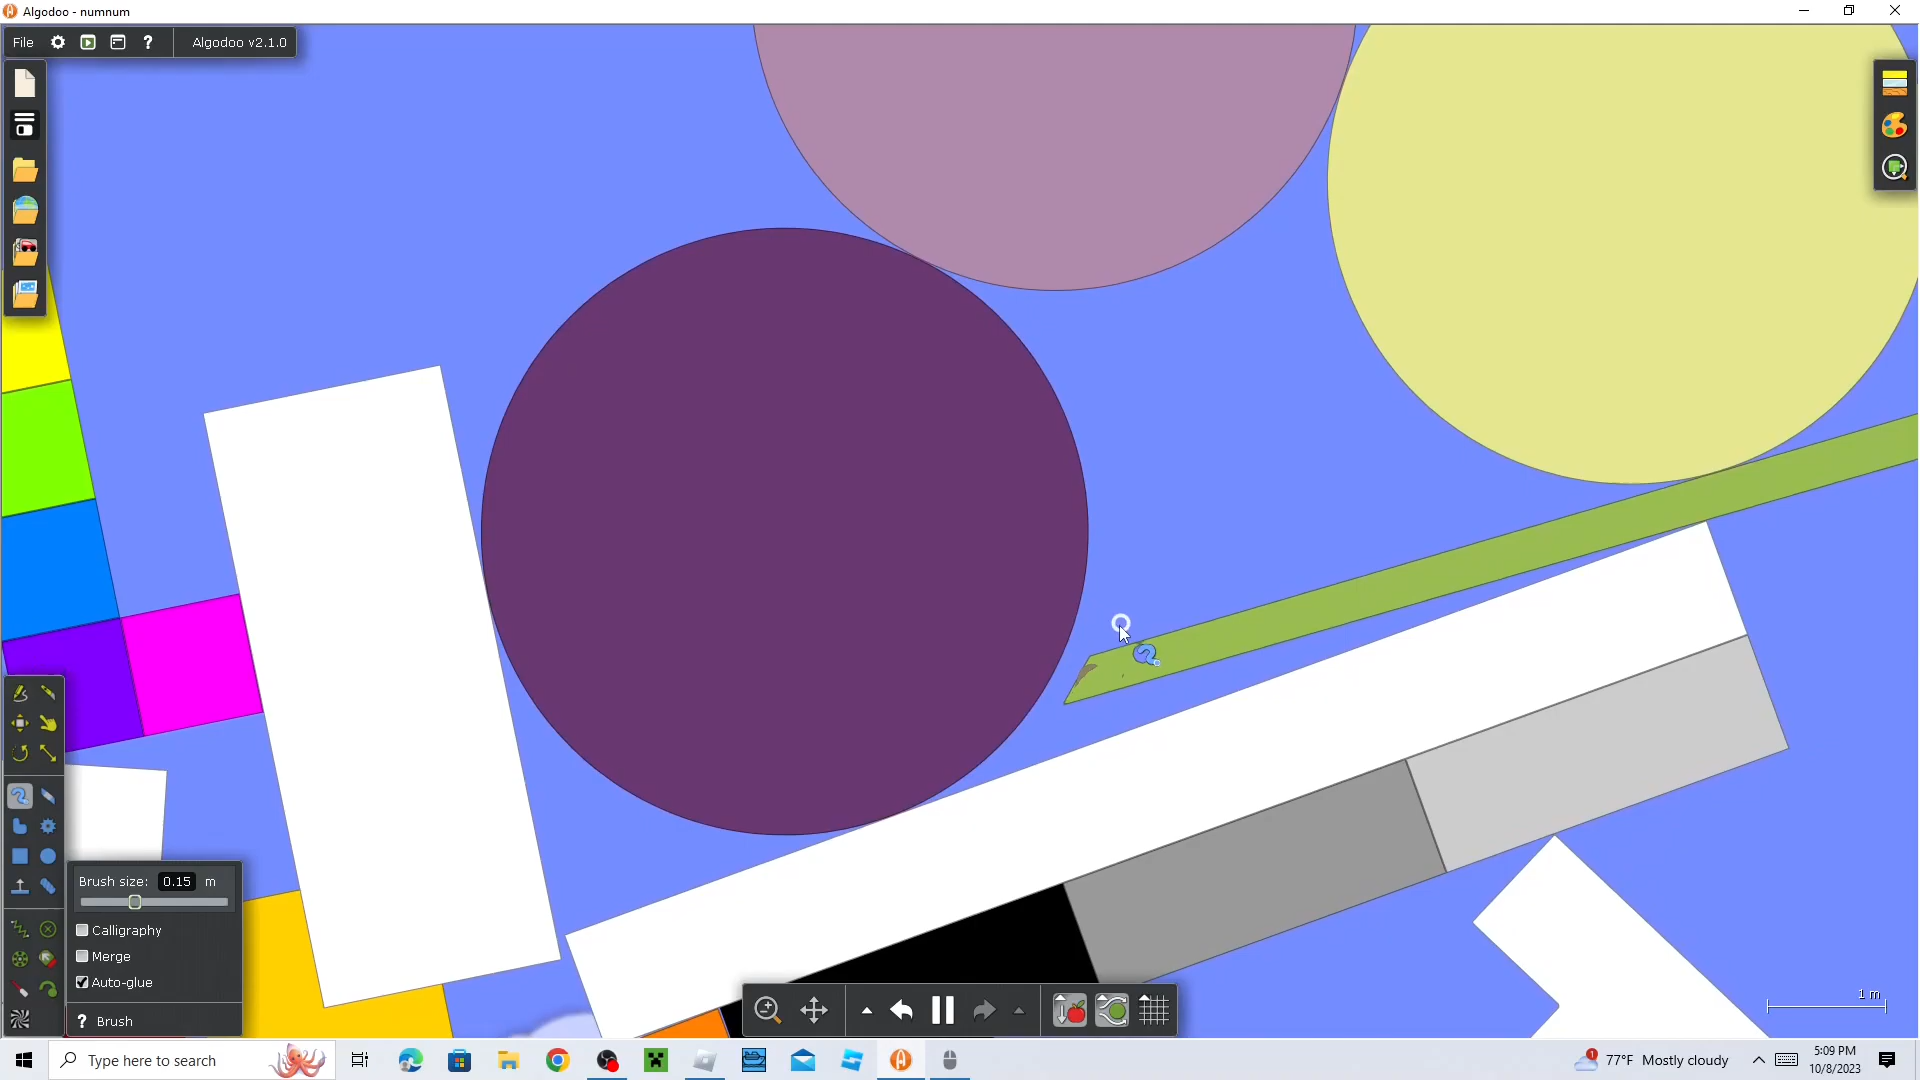 Algodoo - numnum
File ? Algodoo v2.1.0
Brush size: 0.15 m
Calligraphy
Merge
Auto-glue
? Brush
1 m
Type here to search
1 77°F Mostly cloudy
5:09 PM
10/8/2023